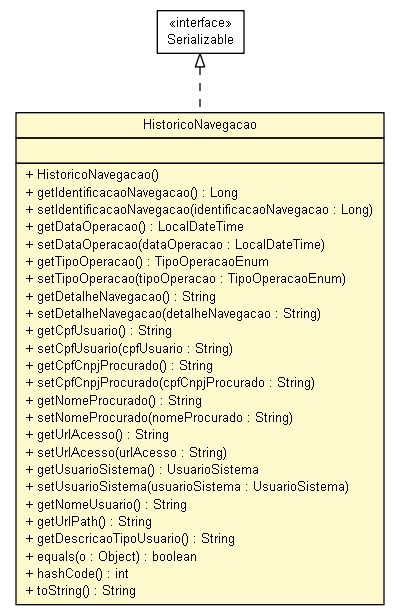 «interface»
Serializable
HistoricoNavegacao
+ HistoricoNavegacao()
+ getIdentificacaoNavegacao() : Long
+ setIdentificacaoNavegacao(identificacaoNavegacao : Long)
+ getDataOperacao() : LocalDateTime
+ setDataOperacao(dataOperacao : LocalDateTime)
+ getTipoOperacao() : TipoOperacaoEnum
+ setTipoOperacao(tipoOperacao : TipoOperacaoEnum)
+ getDetalheNavegacao() : String
+ setDetalheNavegacao(detalheNavegacao : String)
+ getCpfUsuario() : String
+ setCpfUsuario(cpfUsuario : String)
+ getCpfCnpjProcurado() : String
+ setCpfCnpjProcurado(cpfCnpjProcurado : String)
+ getNomeProcurado() : String
+ setNomeProcurado(nomeProcurado : String)
+ getUrlAcesso() : String
+ setUrlAcesso(urlAcesso : String)
+ getUsuarioSistema() : UsuarioSistema
+ setUsuarioSistema(usuarioSistema : UsuarioSistema)
+ getNomeUsuario() : String
+ getUrlPath() : String
+ getDescricaoTipoUsuario() : String
+ equals(o : Object) : boolean
+ hashCode() : int
+ toString() : String